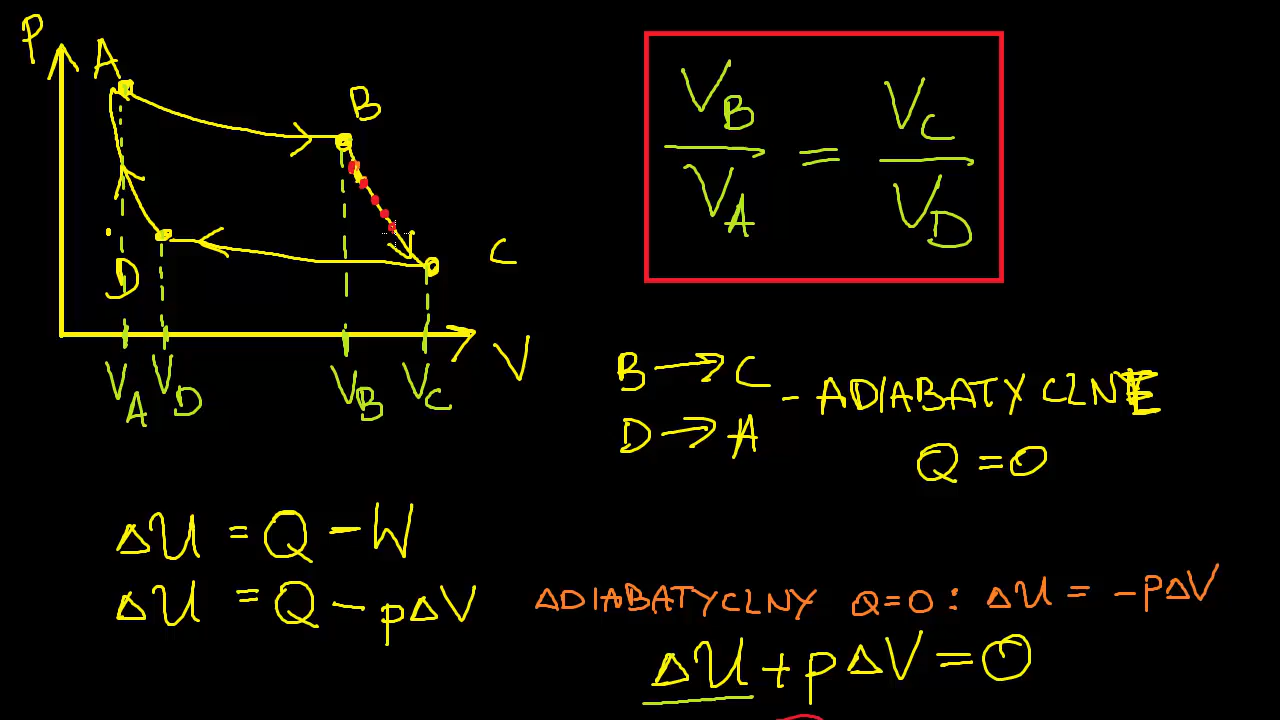 P
A
B
C
D
V
V_A V_D V_B V_C
V_B / V_A = V_C / V_D
B → C
D → A
- ADIABATYCZNE
Q = 0
ΔU = Q - W
ΔU = Q - pΔV
ADIABATYCZNY Q=0 : ΔU = -PΔV
ΔU + pΔV = 0